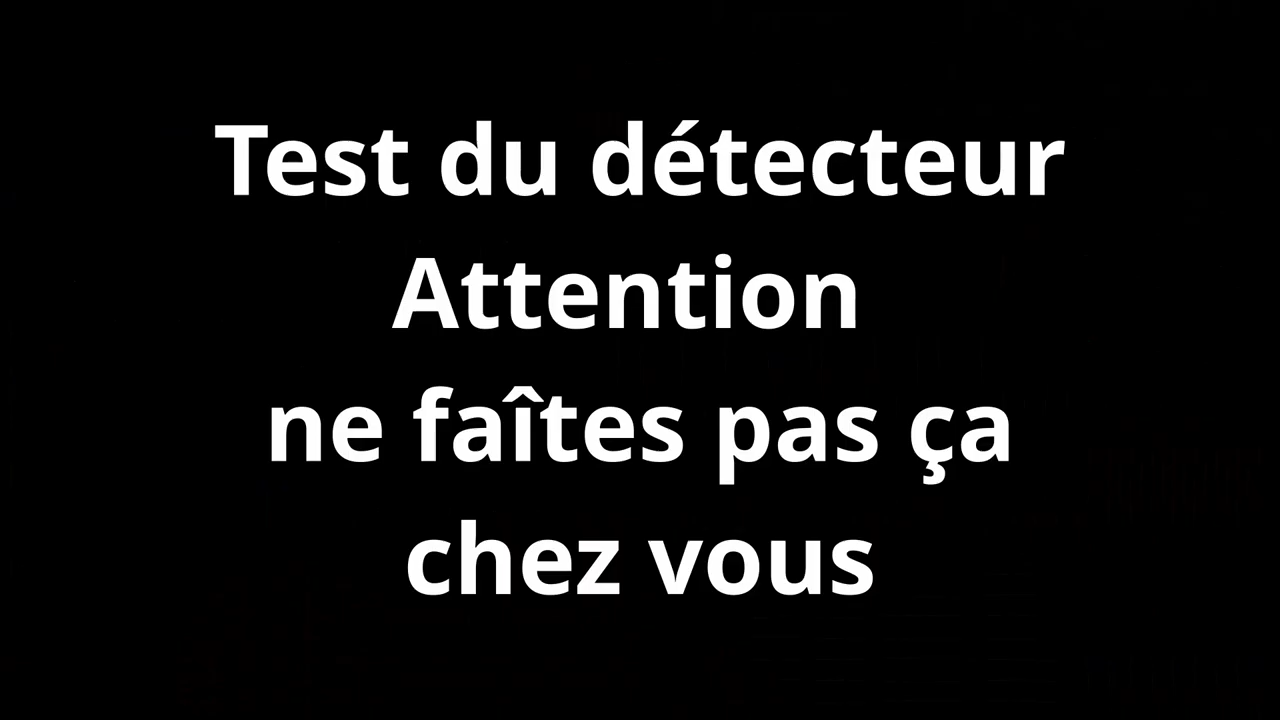 Test du détecteur
Attention
ne faîtes pas ça
chez vous